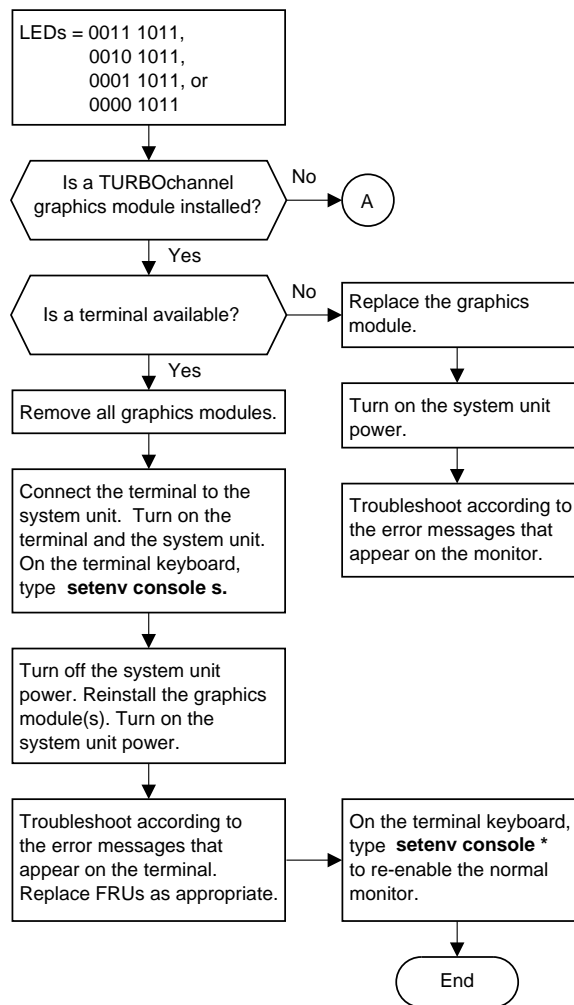 LEDs = 0011 1011,
0010 1011,
0001 1011, or
0000 1011
Is a TURBOchannel
graphics module installed?
No
A
Yes
Is a terminal available?
No
Replace the graphics
module.
Yes
Remove all graphics modules.
Turn on the system unit
power.
Connect the terminal to the
system unit.  Turn on the
terminal and the system unit.
On the terminal keyboard,
type  setenv console s.
Troubleshoot according to
the error messages that
appear on the monitor.
Turn off the system unit
power. Reinstall the graphics
module(s). Turn on the
system unit power.
Troubleshoot according to
the error messages that
appear on the terminal.
Replace FRUs as appropriate.
On the terminal keyboard,
type  setenv console *
to re-enable the normal
monitor.
End